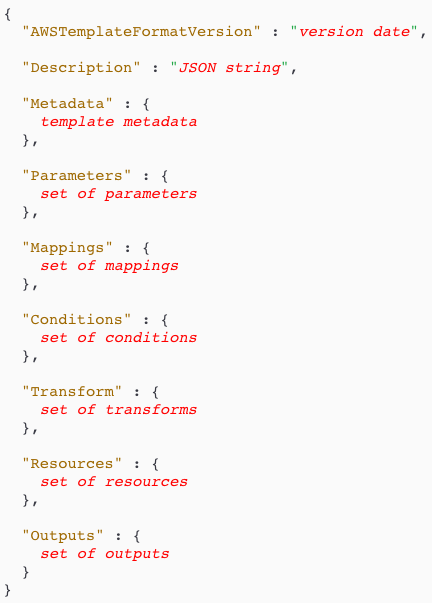 {
  "AWSTemplateFormatVersion" : "version date",
  "Description" : "JSON string",
  "Metadata" : {
    template metadata
  },
  "Parameters" : {
    set of parameters
  },
  "Mappings" : {
    set of mappings
  },
  "Conditions" : {
    set of conditions
  },
  "Transform" : {
    set of transforms
  },
  "Resources" : {
    set of resources
  },
  "Outputs" : {
    set of outputs
  }
}